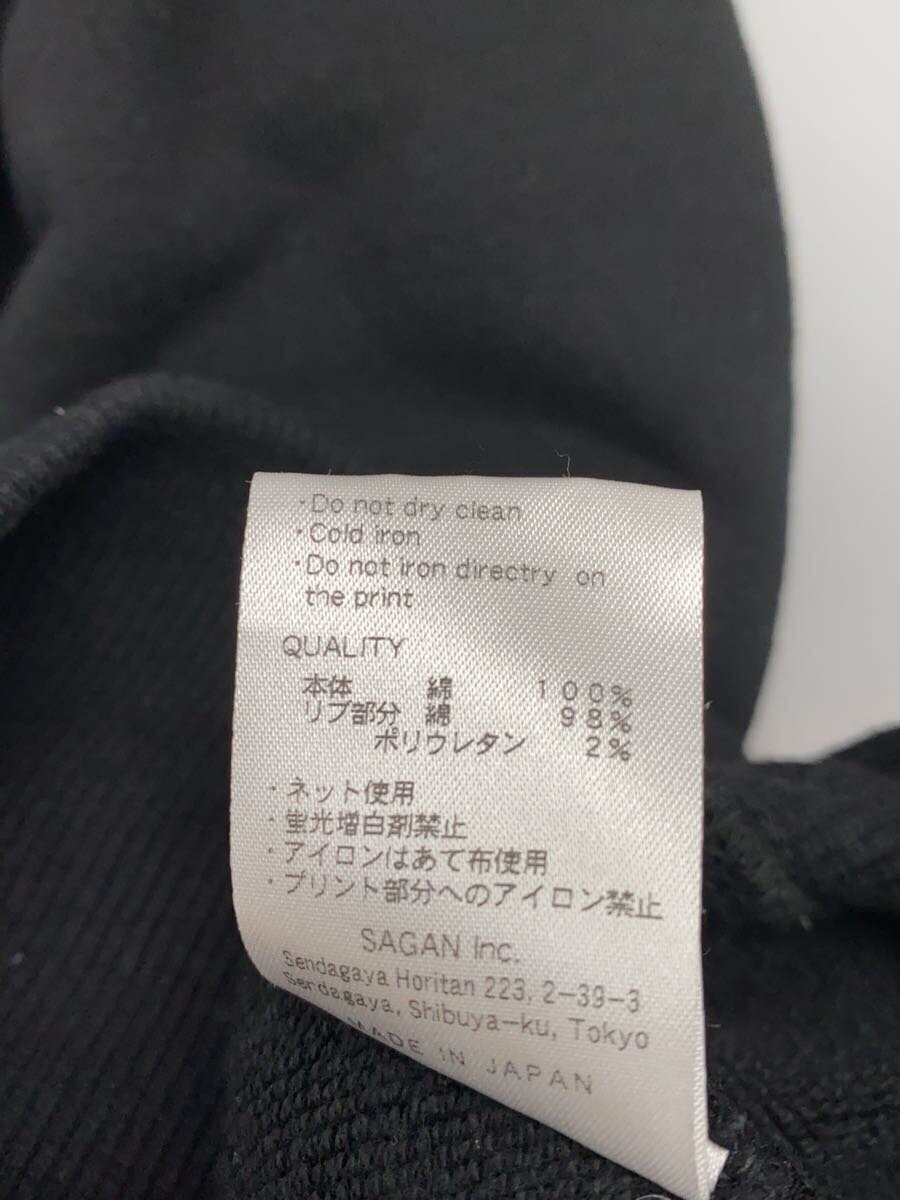 ・Do not dry clean
・Cold iron
・Do not iron directry on
the print
QUALITY
本体 綿 100%
リブ部分 綿 98%
ポリウレタン 2%
・ネット使用
・蛍光増白剤禁止
・アイロンはあて布使用
・プリント部分へのアイロン禁止
SAGAN Inc.
Sendagaya Horitan 223, 2-39-3
Sendagaya, Shibuya-ku, Tokyo
MADE IN JAPAN